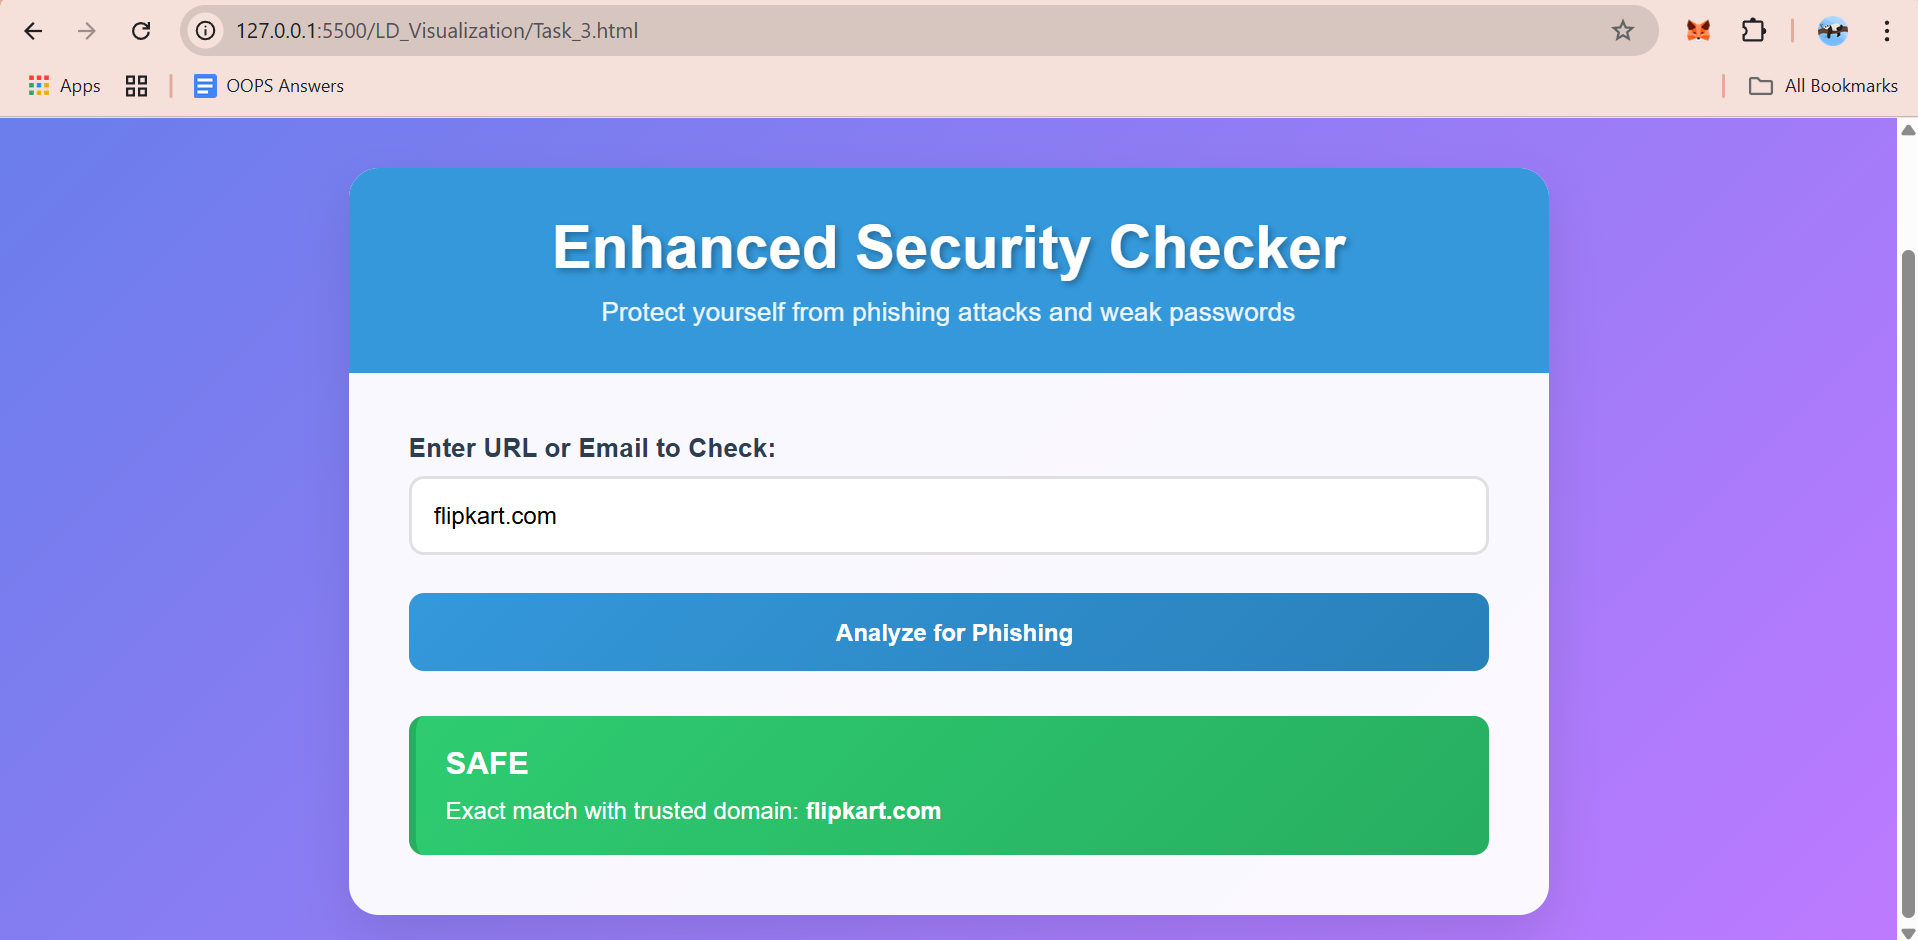 127.0.0.1:5500/LD_Visualization/Task_3.html
Apps
OOPS Answers
All Bookmarks
Enhanced Security Checker
Protect yourself from phishing attacks and weak passwords
Enter URL or Email to Check:
flipkart.com
Analyze for Phishing
SAFE
Exact match with trusted domain: flipkart.com